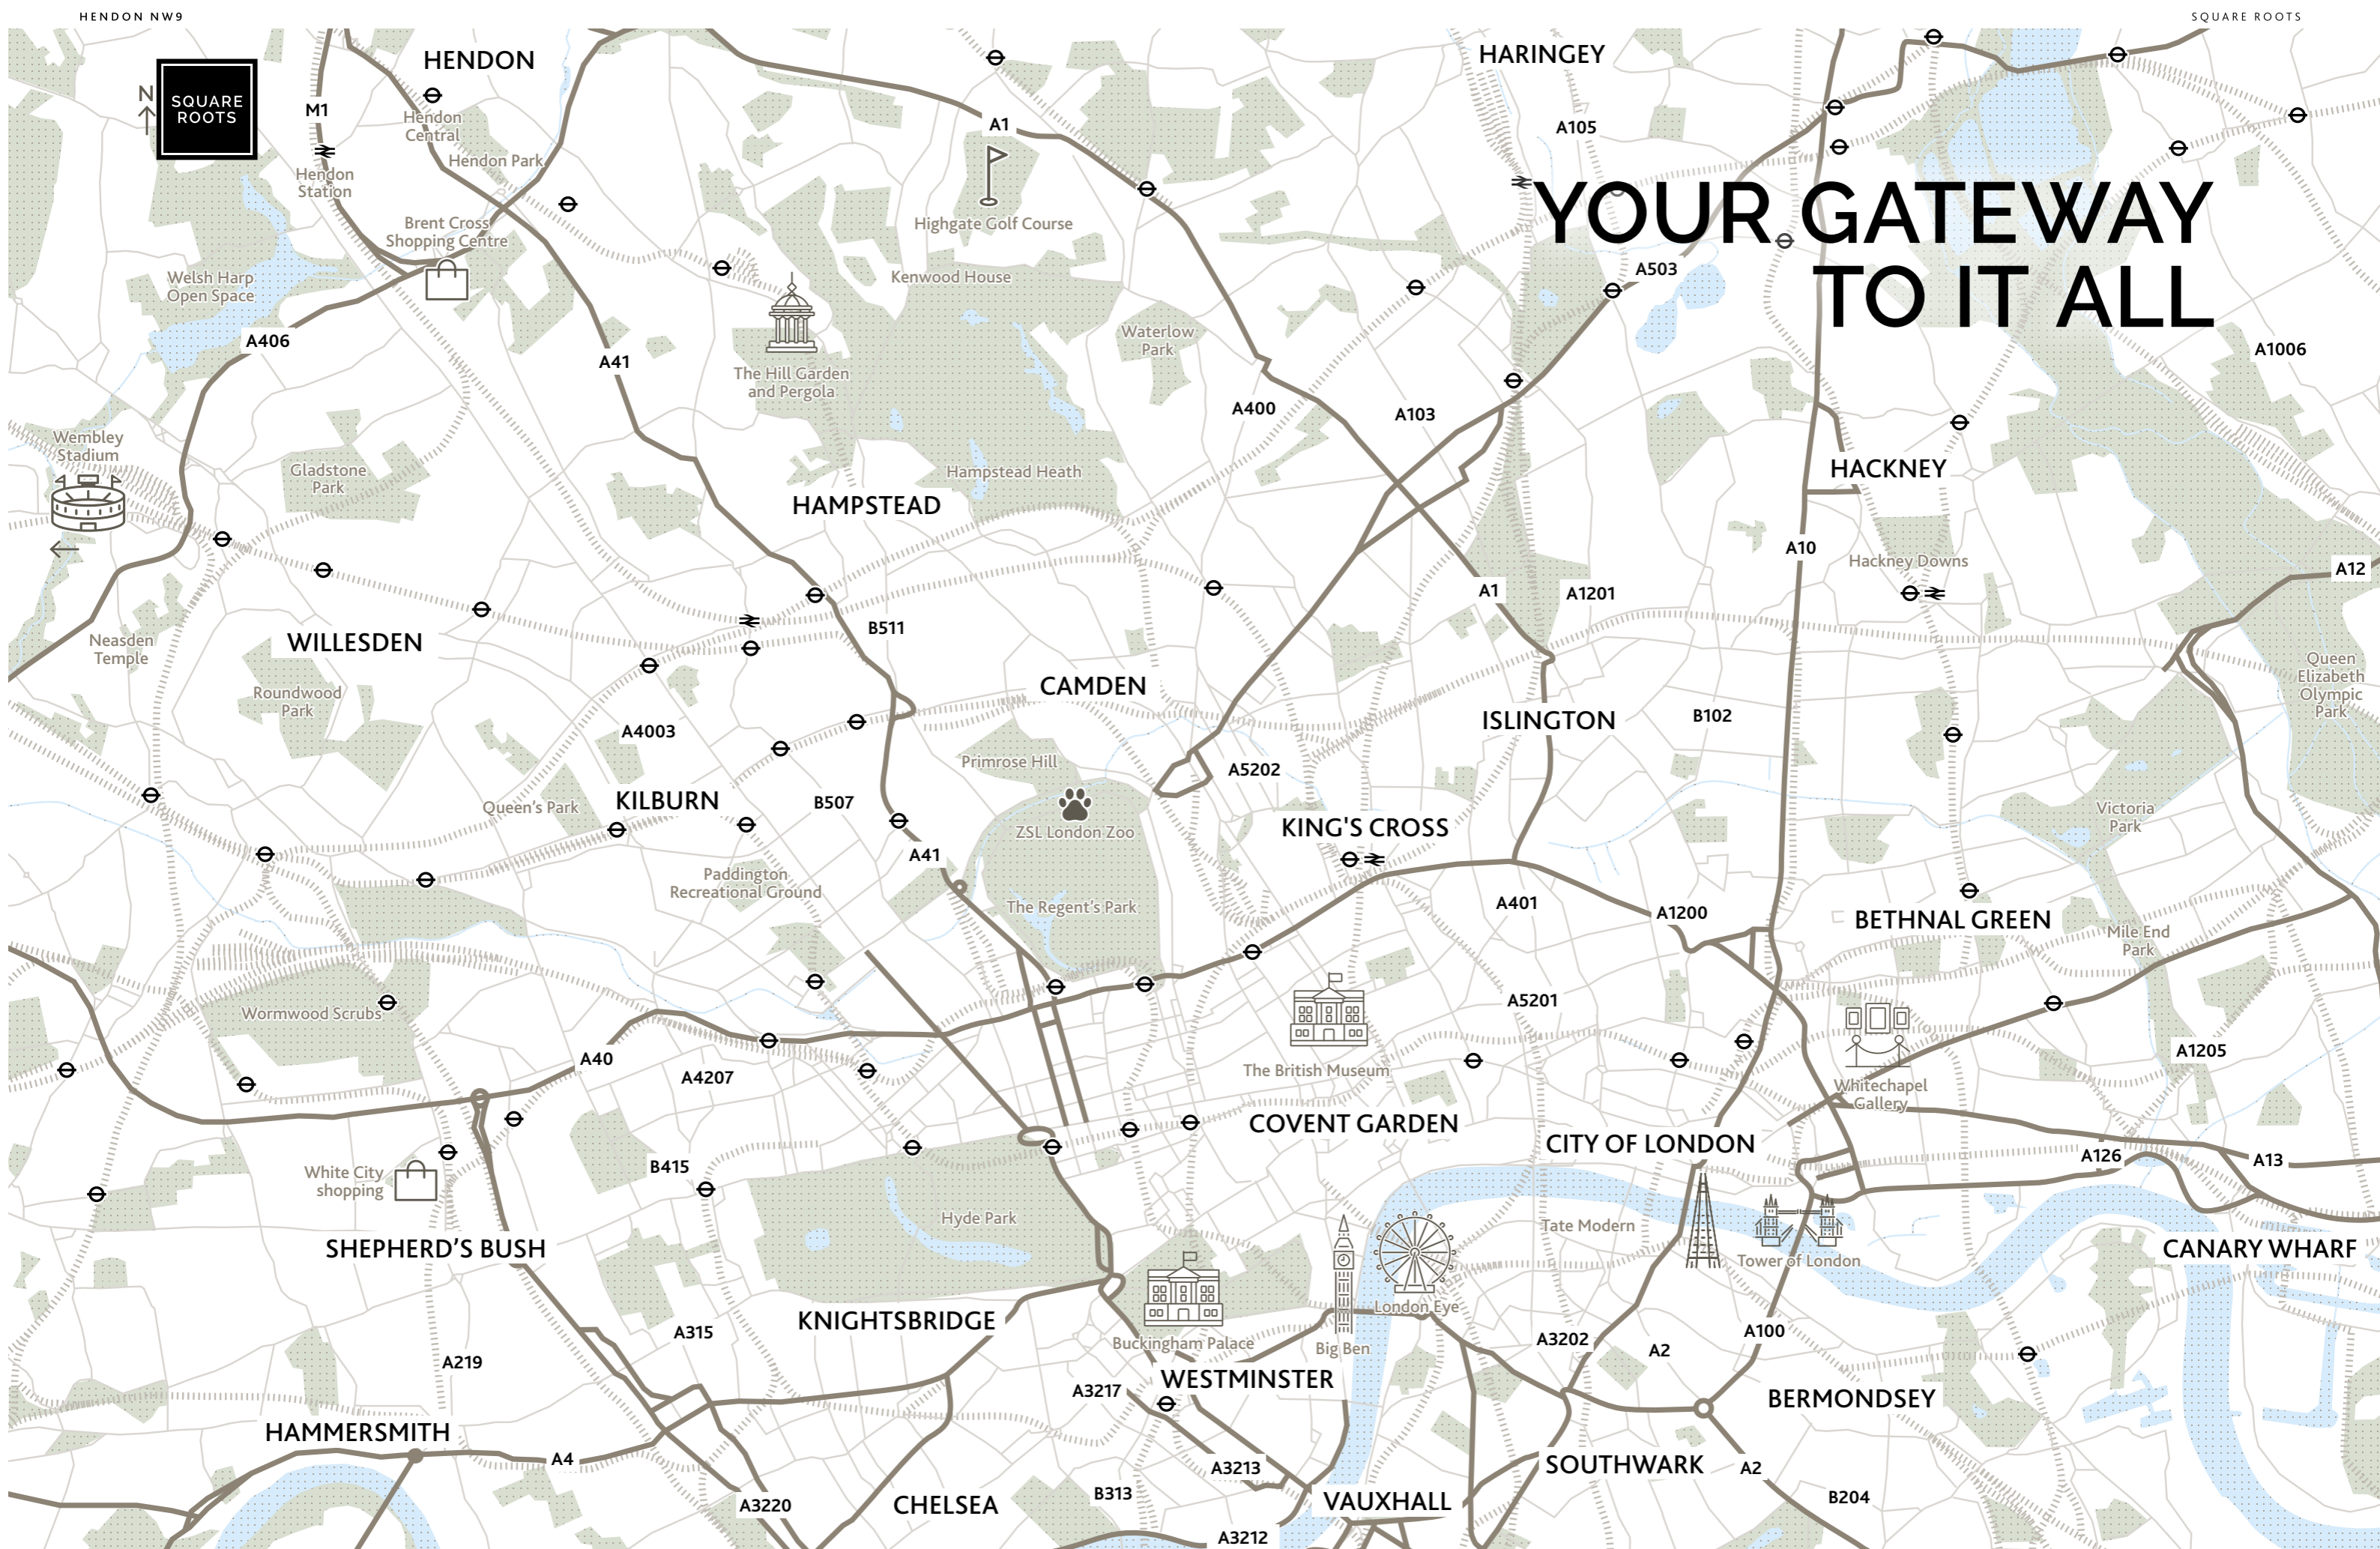 HENDON NW9
SQUARE ROOTS
N
SQUARE
ROOTS
HENDON
M1
Hendon
Central
Hendon Park
Hendon
Station
Brent Cross
Shopping Centre
Welsh Harp
Open Space
A406
A41
A1
Highgate Golf Course
Kenwood House
The Hill Garden
and Pergola
Waterlow
Park
HARINGEY
A105
YOUR GATEWAY
TO IT ALL
A503
A1006
A400
A103
Wembley
Stadium
Gladstone
Park
Hampstead Heath
HAMPSTEAD
HACKNEY
A10
Hackney Downs
A12
A1
A1201
Neasden
Temple
WILLESDEN
B511
Roundwood
Park
CAMDEN
Queen
Elizabeth
Olympic
Park
A4003
ISLINGTON
B102
Primrose Hill
A5202
Queen's Park
KILBURN
B507
ZSL London Zoo
KING'S CROSS
Victoria
Park
A41
Paddington
Recreational Ground
The Regent's Park
A401
A1200
BETHNAL GREEN
Mile End
Park
Wormwood Scrubs
A5201
A40
A4207
The British Museum
A1205
Whitechapel
Gallery
COVENT GARDEN
CITY OF LONDON
White City
shopping
B415
A126
A13
Hyde Park
Tate Modern
SHEPHERD'S BUSH
Tower of London
CANARY WHARF
London Eye
KNIGHTSBRIDGE
A315
Buckingham Palace
Big Ben
A3202
A2
A100
A219
A3217
WESTMINSTER
BERMONDSEY
HAMMERSMITH
A4
A3213
SOUTHWARK
A2
A3220
CHELSEA
B313
VAUXHALL
B204
A3212